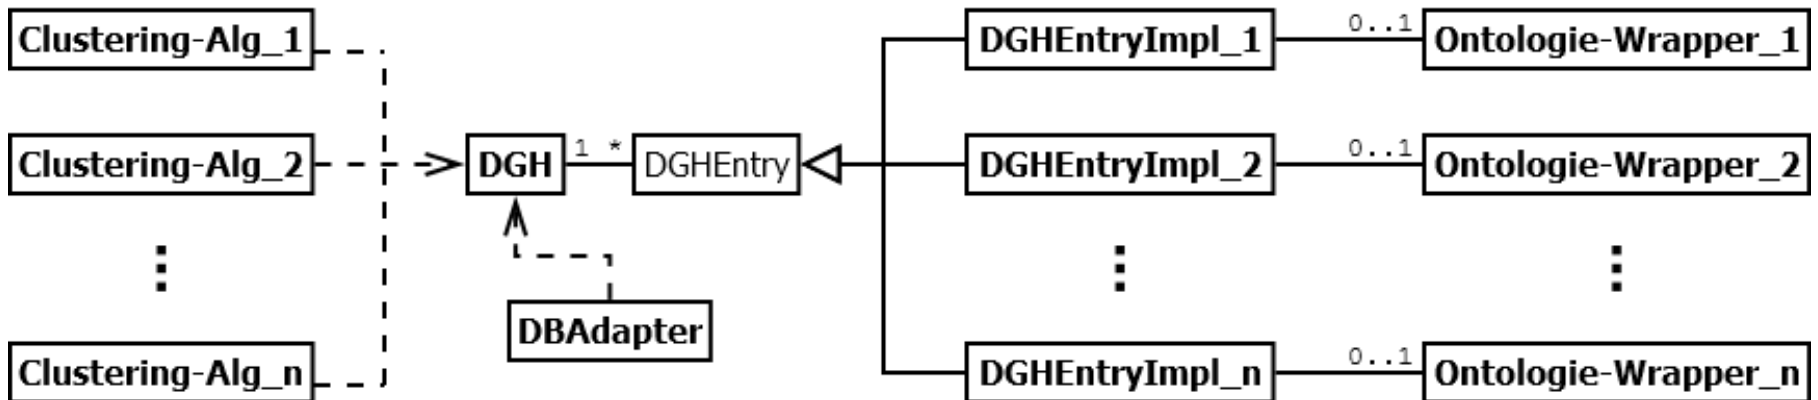 Clustering-Alg_1
DGHEntryImpl_1
0..1
Ontologie-Wrapper_1
Clustering-Alg_2
DGH
1 *
DGHEntry
DGHEntryImpl_2
0..1
Ontologie-Wrapper_2
DBAdapter
Clustering-Alg_n
DGHEntryImpl_n
0..1
Ontologie-Wrapper_n